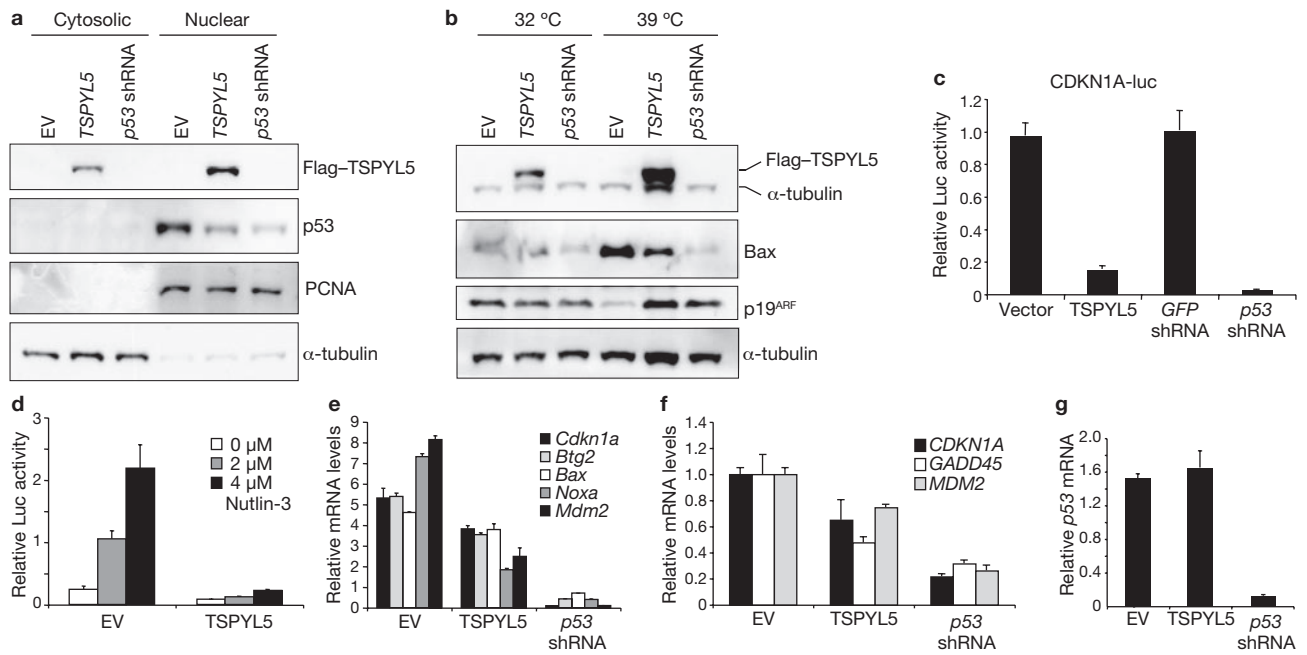 a
Cytosolic Nuclear
EV
TSPYL5
p53 shRNA
EV
TSPYL5
p53 shRNA
Flag–TSPYL5
p53
PCNA
α-tubulin
b
32 ºC 39 ºC
EV
TSPYL5
p53 shRNA
EV
TSPYL5
p53 shRNA
Flag–TSPYL5
α-tubulin
Bax
p19ARF
α-tubulin
c
CDKN1A-luc
Relative Luc activity
1.2
1.0
0.8
0.6
0.4
0.2
0
Vector TSPYL5 GFP shRNA p53 shRNA
d
Relative Luc activity
3
2
1
0
0 µM
2 µM
4 µM
Nutlin-3
EV TSPYL5
e
Relative mRNA levels
9
8
7
6
5
4
3
2
1
0
Cdkn1a
Btg2
Bax
Noxa
Mdm2
EV TSPYL5 p53 shRNA
f
Relative mRNA levels
1.4
1.2
1.0
0.8
0.6
0.4
0.2
0
CDKN1A
GADD45
MDM2
EV TSPYL5 p53 shRNA
g
Relative p53 mRNA
2.0
1.6
1.2
0.8
0.4
0
EV TSPYL5 p53 shRNA